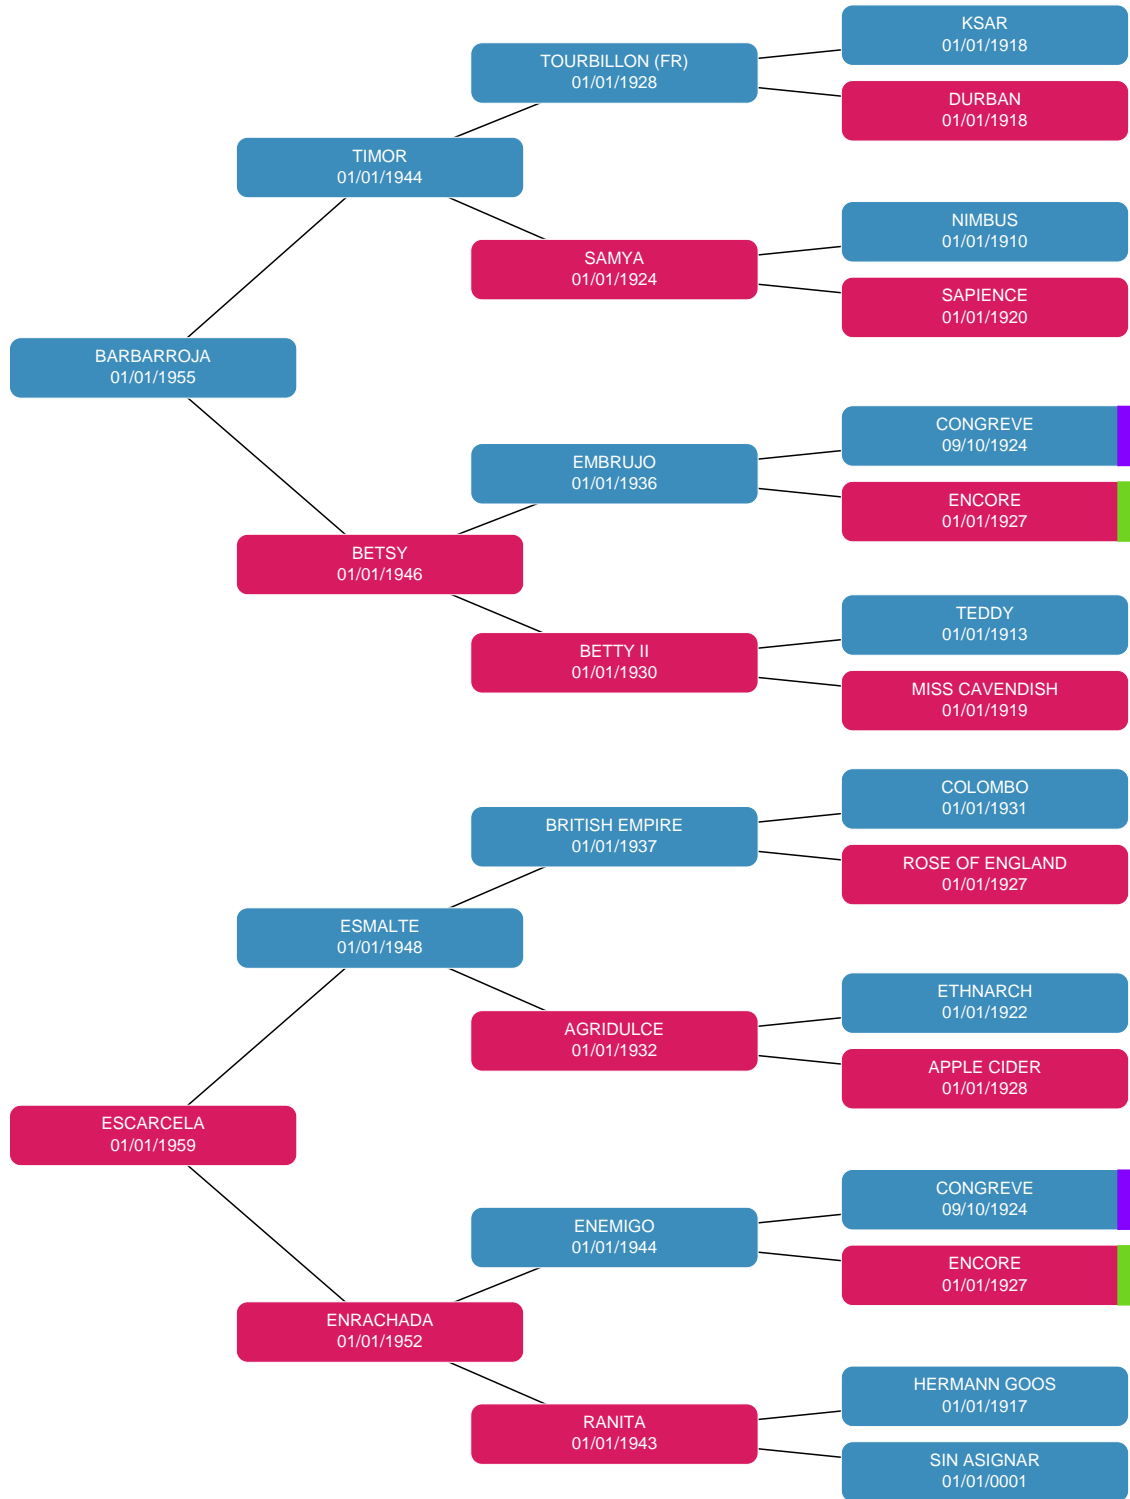 KSAR
01/01/1918
TOURBILLON (FR)
01/01/1928
DURBAN
01/01/1918
TIMOR
01/01/1944
NIMBUS
01/01/1910
SAMYA
01/01/1924
SAPIENCE
01/01/1920
BARBARROJA
01/01/1955
CONGREVE
09/10/1924
EMBRUJO
01/01/1936
ENCORE
01/01/1927
BETSY
01/01/1946
TEDDY
01/01/1913
BETTY II
01/01/1930
MISS CAVENDISH
01/01/1919
COLOMBO
01/01/1931
BRITISH EMPIRE
01/01/1937
ROSE OF ENGLAND
01/01/1927
ESMALTE
01/01/1948
ETHNARCH
01/01/1922
AGRIDULCE
01/01/1932
APPLE CIDER
01/01/1928
ESCARCELA
01/01/1959
CONGREVE
09/10/1924
ENEMIGO
01/01/1944
ENCORE
01/01/1927
ENRACHADA
01/01/1952
HERMANN GOOS
01/01/1917
RANITA
01/01/1943
SIN ASIGNAR
01/01/0001